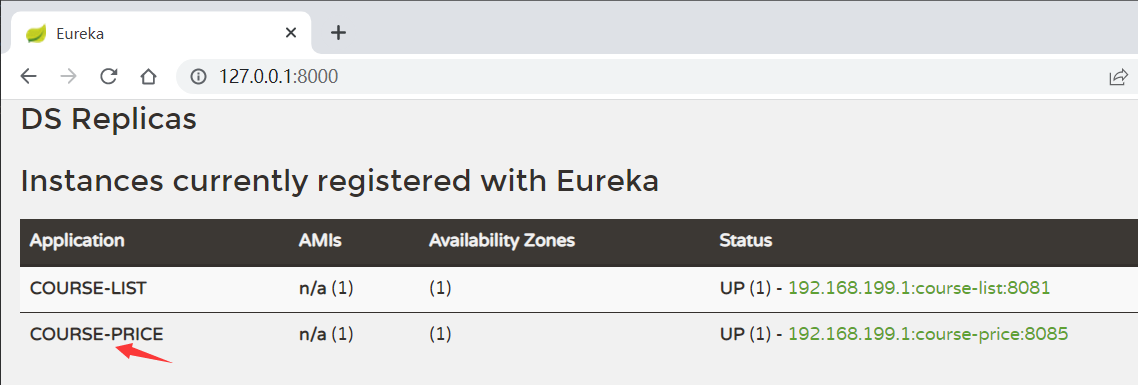 Eureka
127.0.0.1:8000
DS Replicas
Instances currently registered with Eureka
Application AMIs Availability Zones Status
COURSE-LIST n/a (1) (1) UP (1) - 192.168.199.1:course-list:8081
COURSE-PRICE n/a (1) (1) UP (1) - 192.168.199.1:course-price:8085